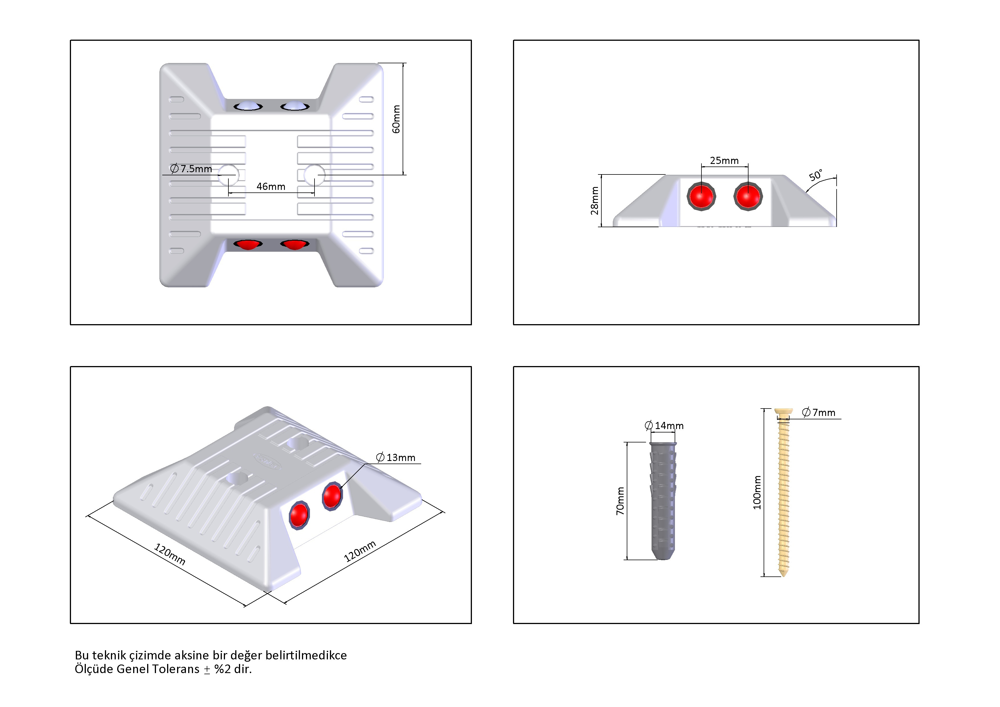 60mm
∅7.5mm
46mm
25mm
50°
28mm
∅13mm
120mm
120mm
∅14mm
∅7mm
70mm
100mm
Bu teknik çizimde aksine bir değer belirtilmedikce
Ölçüde Genel Tolerans ± %2 dir.